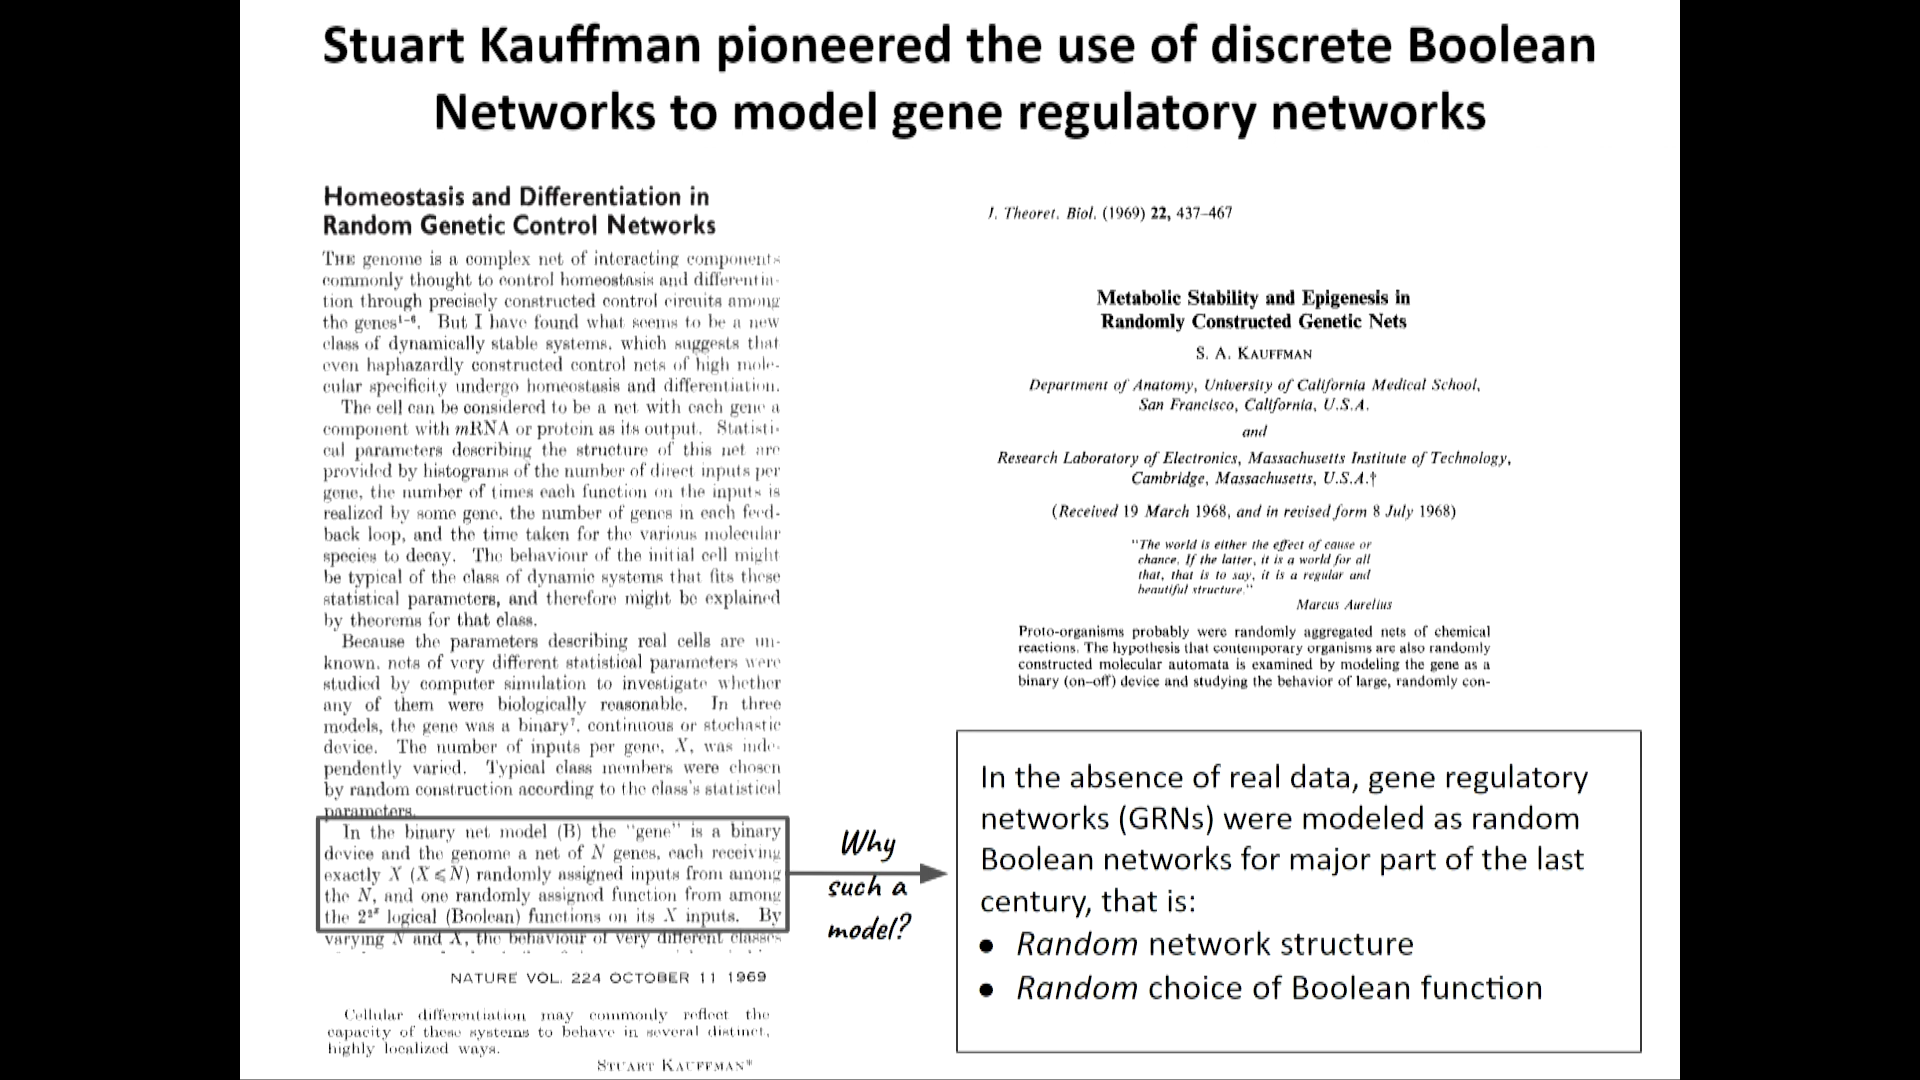 Stuart Kauffman pioneered the use of discrete Boolean
Networks to model gene regulatory networks
Homeostasis and Differentiation in
Random Genetic Control Networks
THE genome is a complex net of interacting components
commonly thought to control homeostasis and differentia-
tion through precisely constructed control circuits among
the genes¹⁻⁶. But I have found what seems to be a new
class of dynamically stable systems, which suggests that
even haphazardly constructed control nets of high mole-
cular specificity undergo homeostasis and differentiation.
The cell can be considered to be a net with each gene a
component with mRNA or protein as its output. Statisti-
cal parameters describing the structure of this net are
provided by histograms of the number of direct inputs per
gene, the number of times each function on the inputs is
realized by some gene, the number of genes in each feed-
back loop, and the time taken for the various molecular
species to decay. The behaviour of the initial cell might
be typical of the class of dynamic systems that fits these
statistical parameters, and therefore might be explained
by theorems for that class.
Because the parameters describing real cells are un-
known, nets of very different statistical parameters were
studied by computer simulation to investigate whether
any of them were biologically reasonable. In three
models, the gene was a binary⁷, continuous or stochastic
device. The number of inputs per gene, X, was inde-
pendently varied. Typical class members were chosen
by random construction according to the class's statistical
parameters.
In the binary net model (B) the "gene" is a binary
device and the genome a net of N genes, each receiving
exactly X (X ⩽ N) randomly assigned inputs from among
the N, and one randomly assigned function from among
the 2²ˣ logical (Boolean) functions on its X inputs. By
varying N and X, the behaviour of very different classes
NATURE VOL. 224 OCTOBER 11 1969
Cellular differentiation may commonly reflect the
capacity of these systems to behave in several distinct,
highly localized ways.
STUART KAUFFMAN*
J. Theoret. Biol. (1969) 22, 437–467
Metabolic Stability and Epigenesis in
Randomly Constructed Genetic Nets
S. A. KAUFFMAN
Department of Anatomy, University of California Medical School,
San Francisco, California, U.S.A.
and
Research Laboratory of Electronics, Massachusetts Institute of Technology,
Cambridge, Massachusetts, U.S.A.†
(Received 19 March 1968, and in revised form 8 July 1968)
"The world is either the effect of cause or
chance. If the latter, it is a world for all
that, that is to say, it is a regular and
beautiful structure."
Marcus Aurelius
Proto-organisms probably were randomly aggregated nets of chemical
reactions. The hypothesis that contemporary organisms are also randomly
constructed molecular automata is examined by modeling the gene as a
binary (on–off) device and studying the behavior of large, randomly con-
Why
such a
model?
In the absence of real data, gene regulatory
networks (GRNs) were modeled as random
Boolean networks for major part of the last
century, that is:
● Random network structure
● Random choice of Boolean function